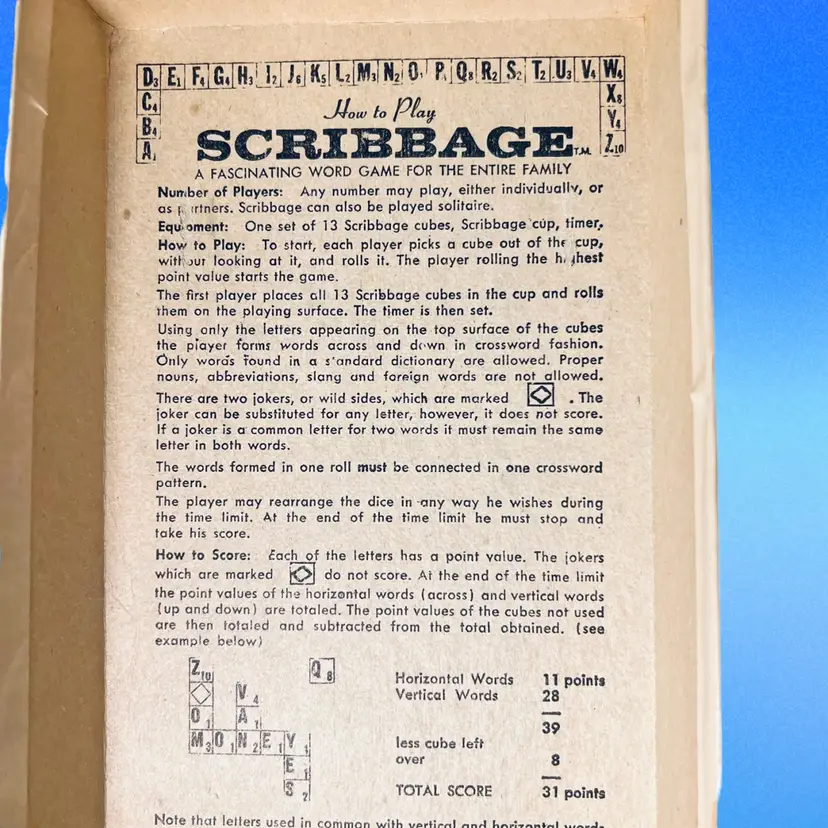 D3 E1 F4 G4 H3 I2 J6 K5 L2 M3 N2 O1 P4 Q8 R2 S2 T2 U3 V4 W4
C4 X8
B4 Y4
A1 Z10
How to Play
SCRIBBAGE T.M.
A FASCINATING WORD GAME FOR THE ENTIRE FAMILY
Number of Players: Any number may play, either individually, or
as partners. Scribbage can also be played solitaire.
Equipment: One set of 13 Scribbage cubes, Scribbage cup, timer.
How to Play: To start, each player picks a cube out of the cup,
without looking at it, and rolls it. The player rolling the highest
point value starts the game.
The first player places all 13 Scribbage cubes in the cup and rolls
them on the playing surface. The timer is then set.
Using only the letters appearing on the top surface of the cubes
the player forms words across and down in crossword fashion.
Only words found in a standard dictionary are allowed. Proper
nouns, abbreviations, slang and foreign words are not allowed.
There are two jokers, or wild sides, which are marked . The
joker can be substituted for any letter, however, it does not score.
If a joker is a common letter for two words it must remain the same
letter in both words.
The words formed in one roll must be connected in one crossword
pattern.
The player may rearrange the dice in any way he wishes during
the time limit. At the end of the time limit he must stop and
take his score.
How to Score: Each of the letters has a point value. The jokers
which are marked do not score. At the end of the time limit
the point values of the horizontal words (across) and vertical words
(up and down) are totaled. The point values of the cubes not used
are then totaled and subtracted from the total obtained. (see
example below)
Z10 Q8
V4
O1 A1
M3 O1 N2 E1 Y
E1
S2
Horizontal Words 11 points
Vertical Words 28
39
less cube left
over 8
TOTAL SCORE 31 points
Note that letters used in common with vertical and horizontal words